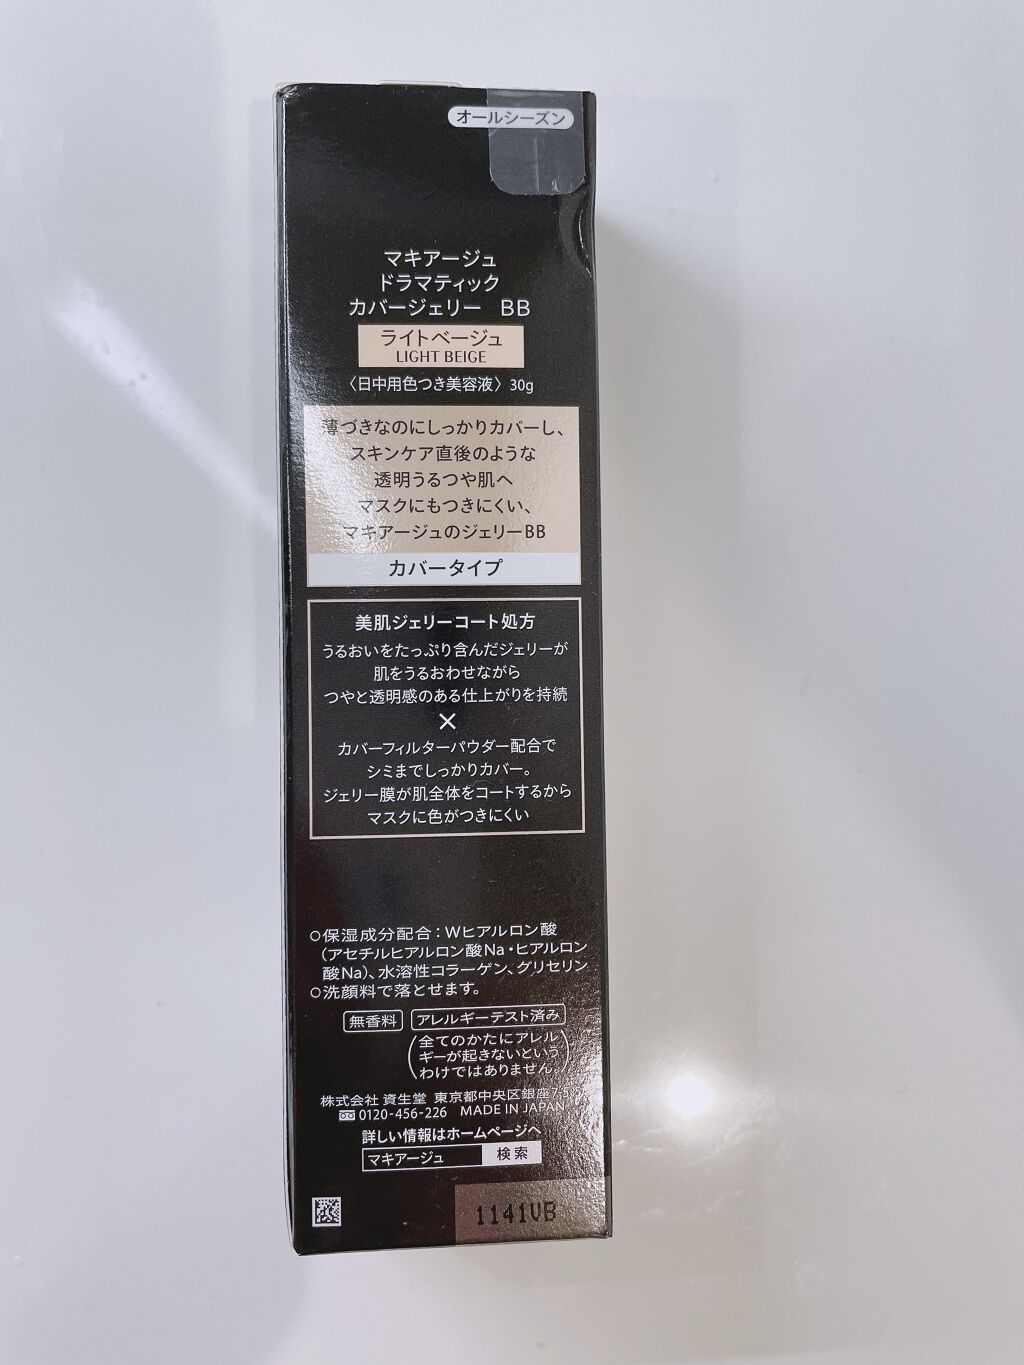 オールシーズン
マキアージュ
ドラマティック
カバージェリー BB
ライトベージュ
LIGHT BEIGE
〈日中用色つき美容液〉 30g
薄づきなのにしっかりカバーし、
スキンケア直後のような
透明うるつや肌へ
マスクにもつきにくい、
マキアージュのジェリーBB
カバータイプ
美肌ジェリーコート処方
うるおいをたっぷり含んだジェリーが
肌をうるおわせながら
つやと透明感のある仕上がりを持続
×
カバーフィルターパウダー配合で
シミまでしっかりカバー。
ジェリー膜が肌全体をコートするから
マスクに色がつきにくい
○保湿成分配合：Wヒアルロン酸
（アセチルヒアルロン酸Na・ヒアルロン
酸Na）、水溶性コラーゲン、グリセリン
○洗顔料で落とせます。
無香料 アレルギーテスト済み
（全てのかたにアレル
ギーが起きないという
わけではありません。）
株式会社 資生堂 東京都中央区銀座7-5-5
0120-456-226 MADE IN JAPAN
詳しい情報はホームページへ
マキアージュ 検索
1141VB